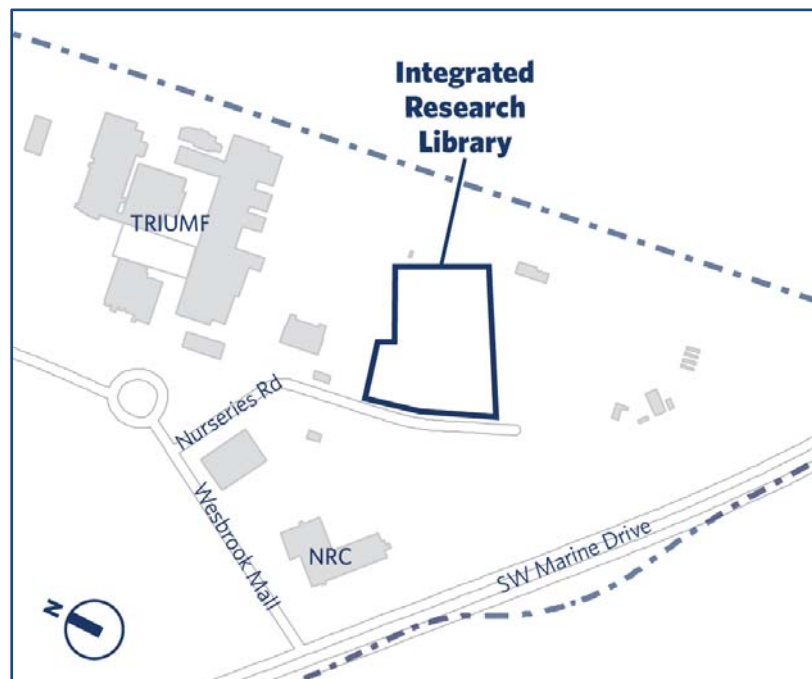 Integrated
Research
Library
TRIUMF
Nurseries Rd
Wesbrook Mall
NRC
SW Marine Drive
N